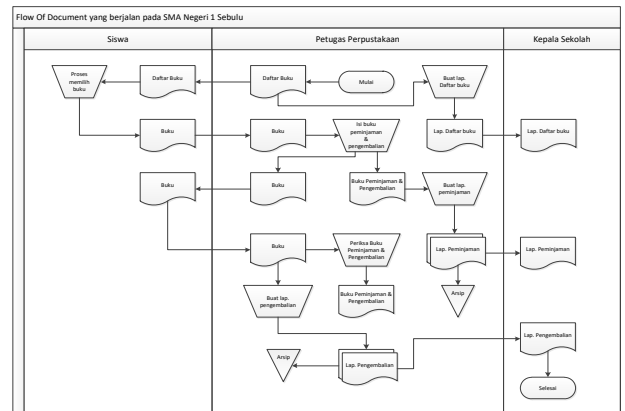 Flow Of Document yang berjalan pada SMA Negeri 1 Sebulu
Siswa
Petugas Perpustakaan
Kepala Sekolah
Proses
memilih
buku
Daftar Buku
Daftar Buku
Mulai
Buat lap.
Daftar buku
Buku
Buku
Isi buku
peminjaman
&
pengembalian
Lap. Daftar buku
Lap. Daftar buku
Buku
Buku
Buku Peminjaman &
Pengembalian
Buat lap.
peminjaman
Buku
Periksa Buku
Peminjaman &
Pengembalian
Lap. Peminjaman
Lap. Peminjaman
Buat lap.
pengembalian
Buku Peminjaman &
Pengembalian
Arsip
Arsip
Lap. Pengembalian
Lap. Pengembalian
Selesai